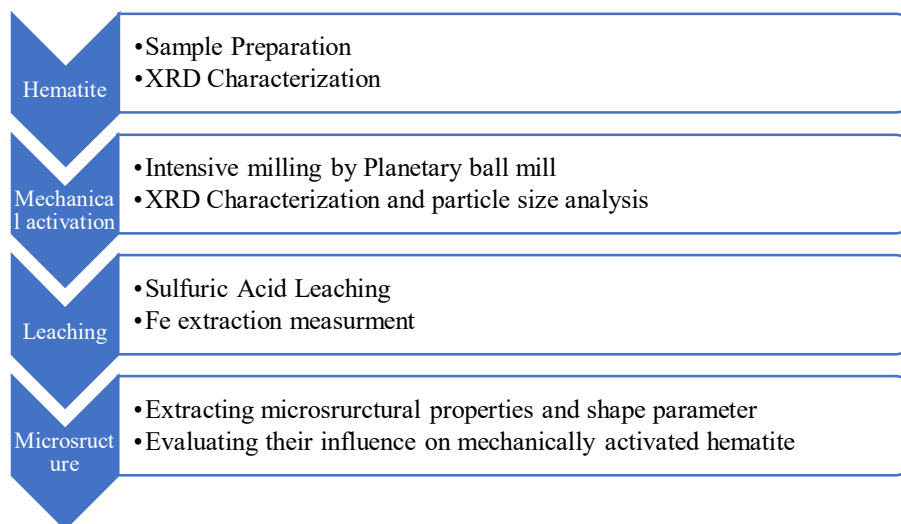 Hematite
•Sample Preparation
•XRD Characterization
Mechanica
l activation
•Intensive milling by Planetary ball mill
•XRD Characterization and particle size analysis
Leaching
•Sulfuric Acid Leaching
•Fe extraction measurment
Microsruct
ure
•Extracting microsrurctural properties and shape parameter
•Evaluating their influence on mechanically activated hematite